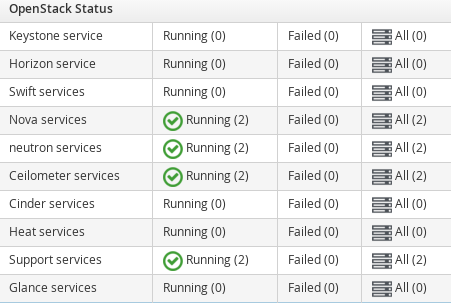 OpenStack Status
Keystone service Running (0) Failed (0) All (0)
Horizon service Running (0) Failed (0) All (0)
Swift services Running (0) Failed (0) All (0)
Nova services Running (2) Failed (0) All (2)
neutron services Running (2) Failed (0) All (2)
Ceilometer services Running (2) Failed (0) All (2)
Cinder services Running (0) Failed (0) All (0)
Heat services Running (0) Failed (0) All (0)
Support services Running (2) Failed (0) All (2)
Glance services Running (0) Failed (0) All (0)